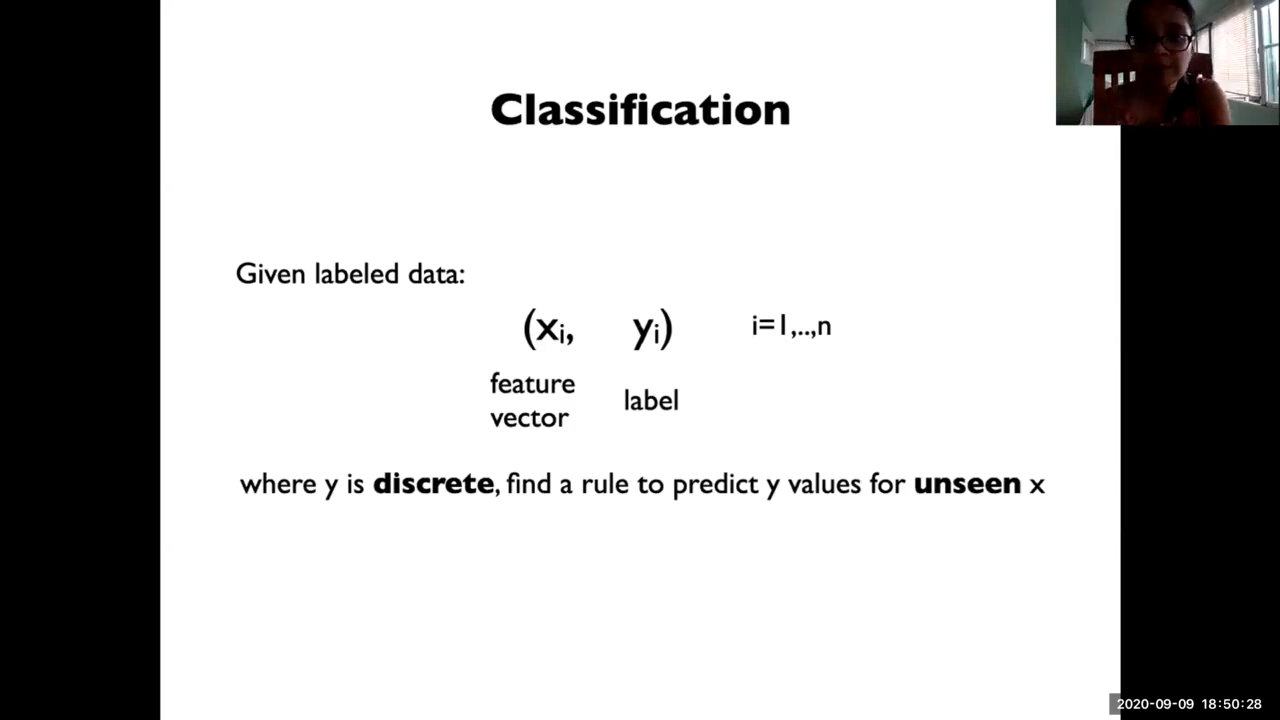 Classification
Given labeled data:
(xᵢ, yᵢ) i=1,..,n
feature
vector
label
where y is discrete, find a rule to predict y values for unseen x
2020-09-09 18:50:28